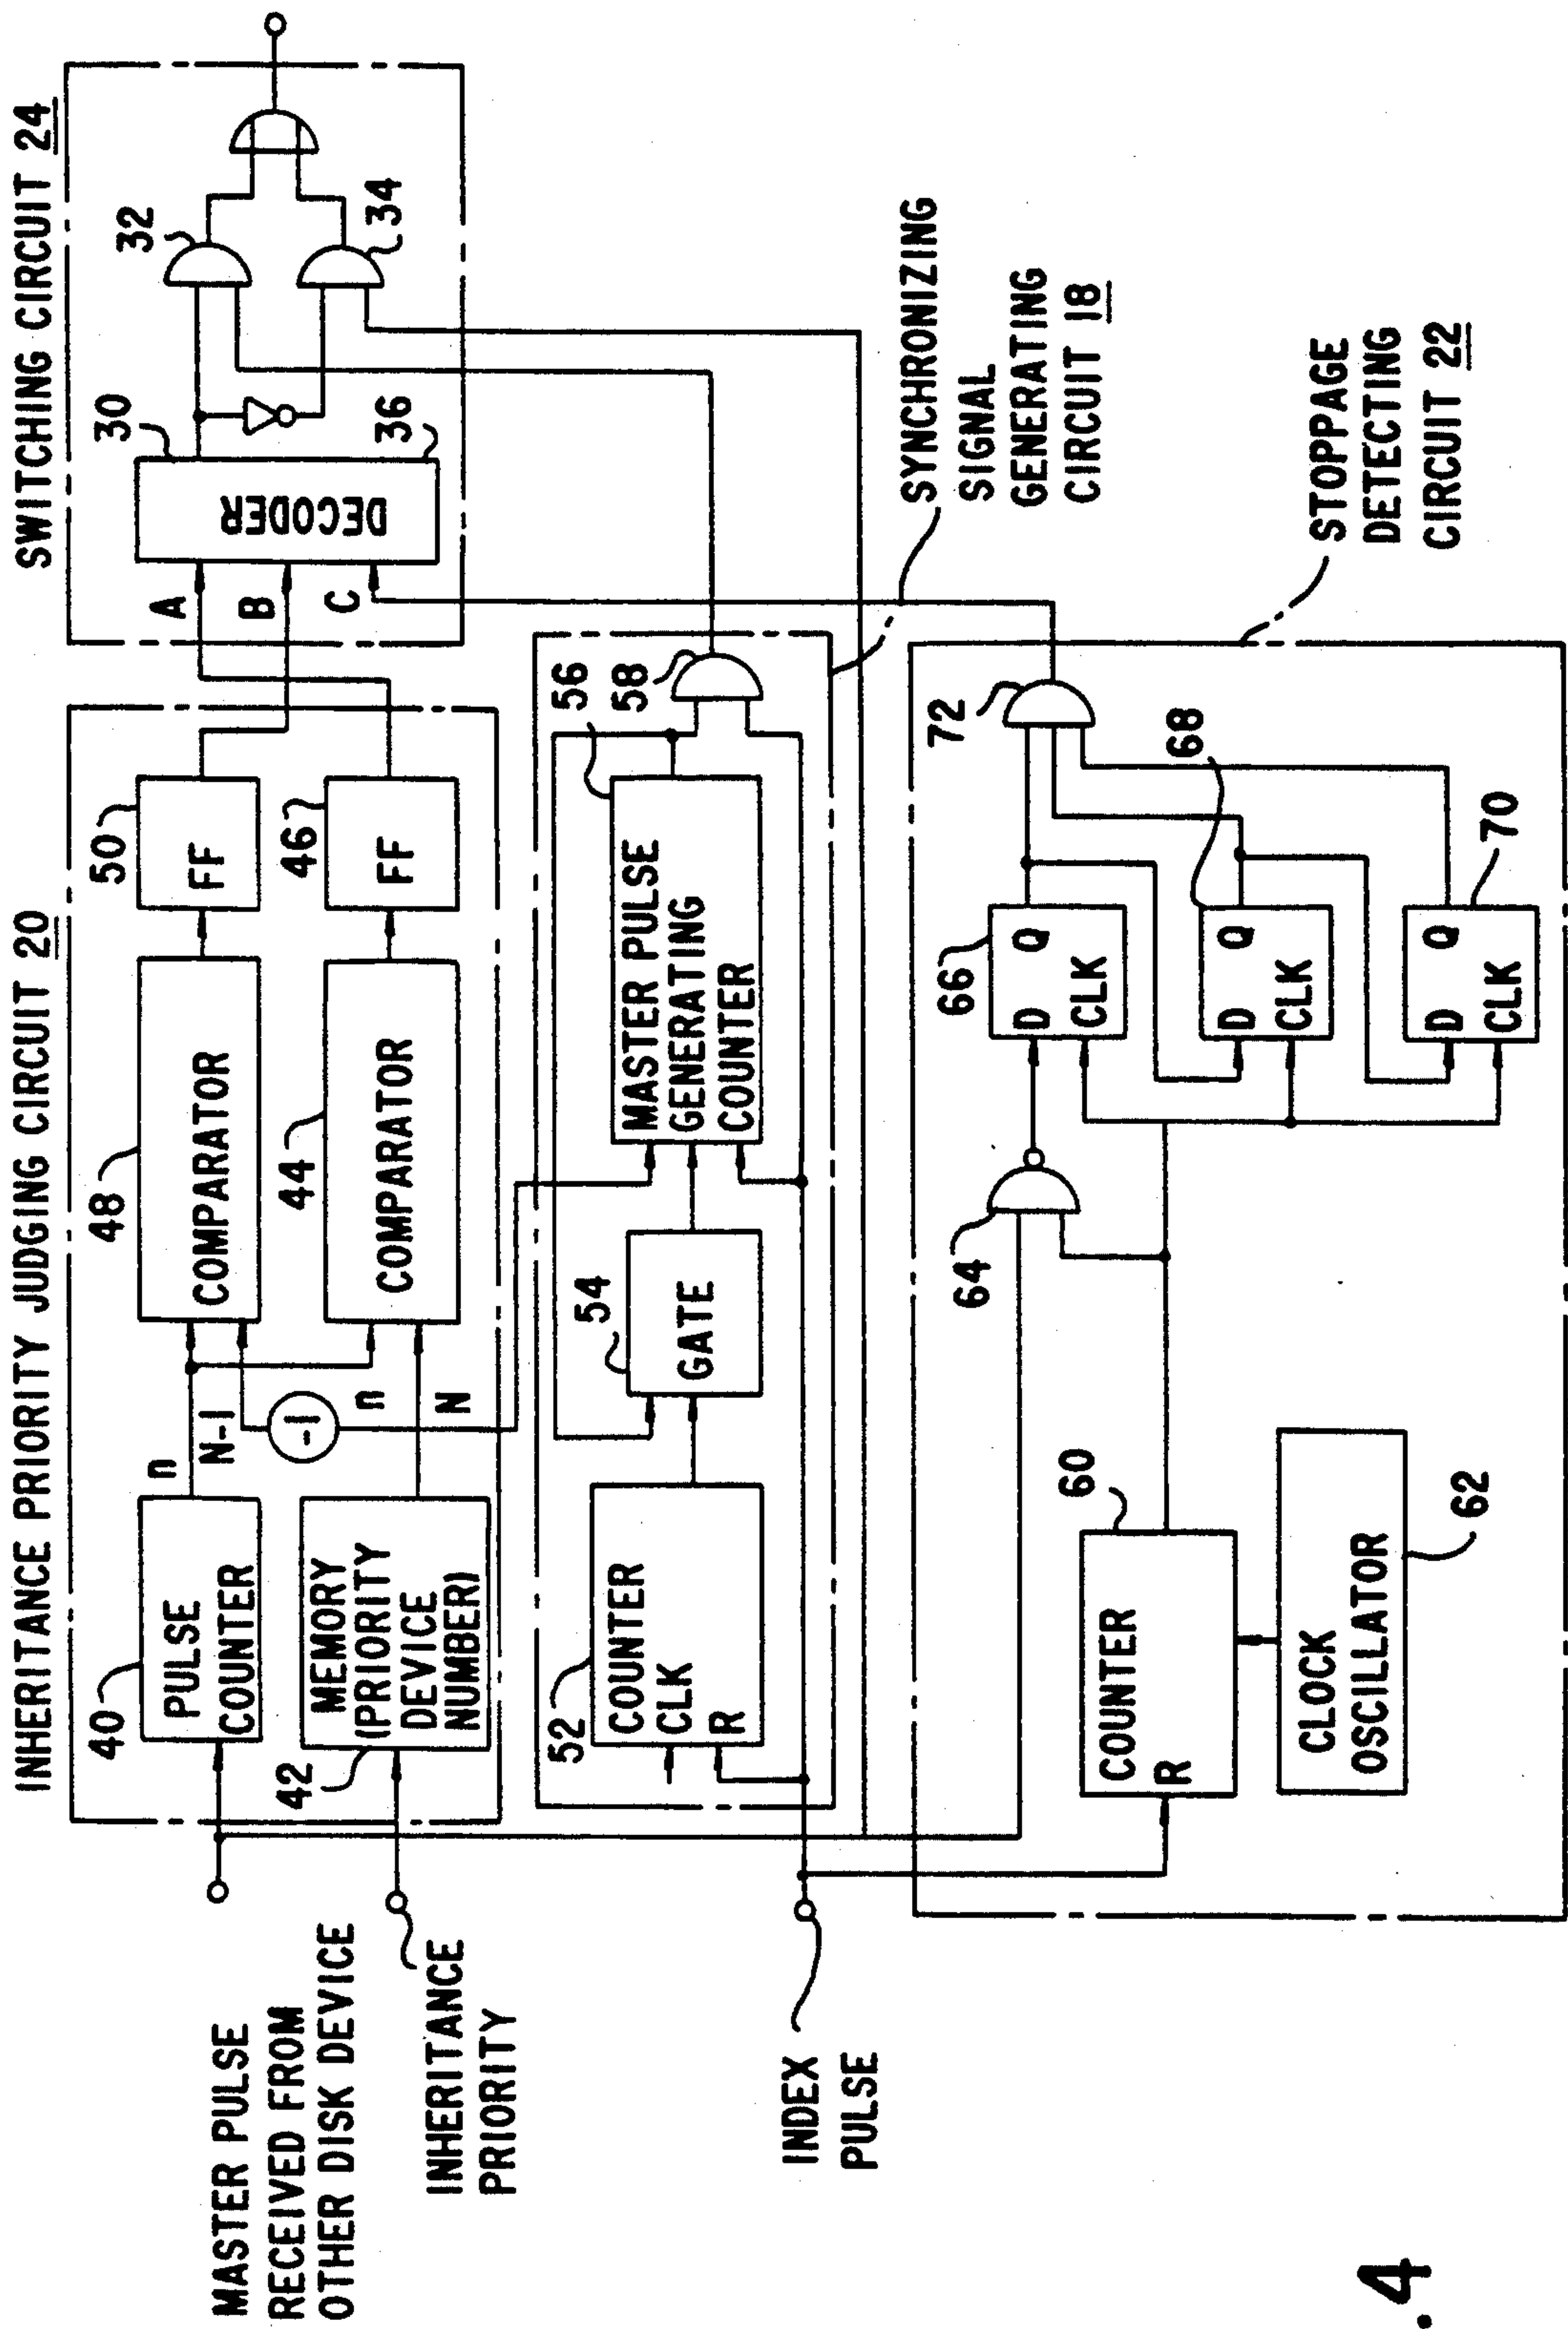 INHERITANCE PRIORITY JUDGING CIRCUIT 20
SWITCHING CIRCUIT 24
MASTER PULSE
RECEIVED FROM
OTHER DISK DEVICE
INHERITANCE
PRIORITY
INDEX
PULSE
40
PULSE
COUNTER
42
MEMORY
(PRIORITY
DEVICE
NUMBER)
n
N-1
-1
n
N
48
COMPARATOR
44
COMPARATOR
50
FF
46
FF
A
B
C
30
DECODER
36
32
34
52
COUNTER
CLK
R
54
GATE
56
MASTER PULSE
GENERATING
COUNTER
58
SYNCHRONIZING
SIGNAL
GENERATING
CIRCUIT 18
60
COUNTER
R
CLOCK
OSCILLATOR
62
64
66
D Q
CLK
68
D Q
CLK
70
D Q
CLK
72
STOPPAGE
DETECTING
CIRCUIT 22
. 4